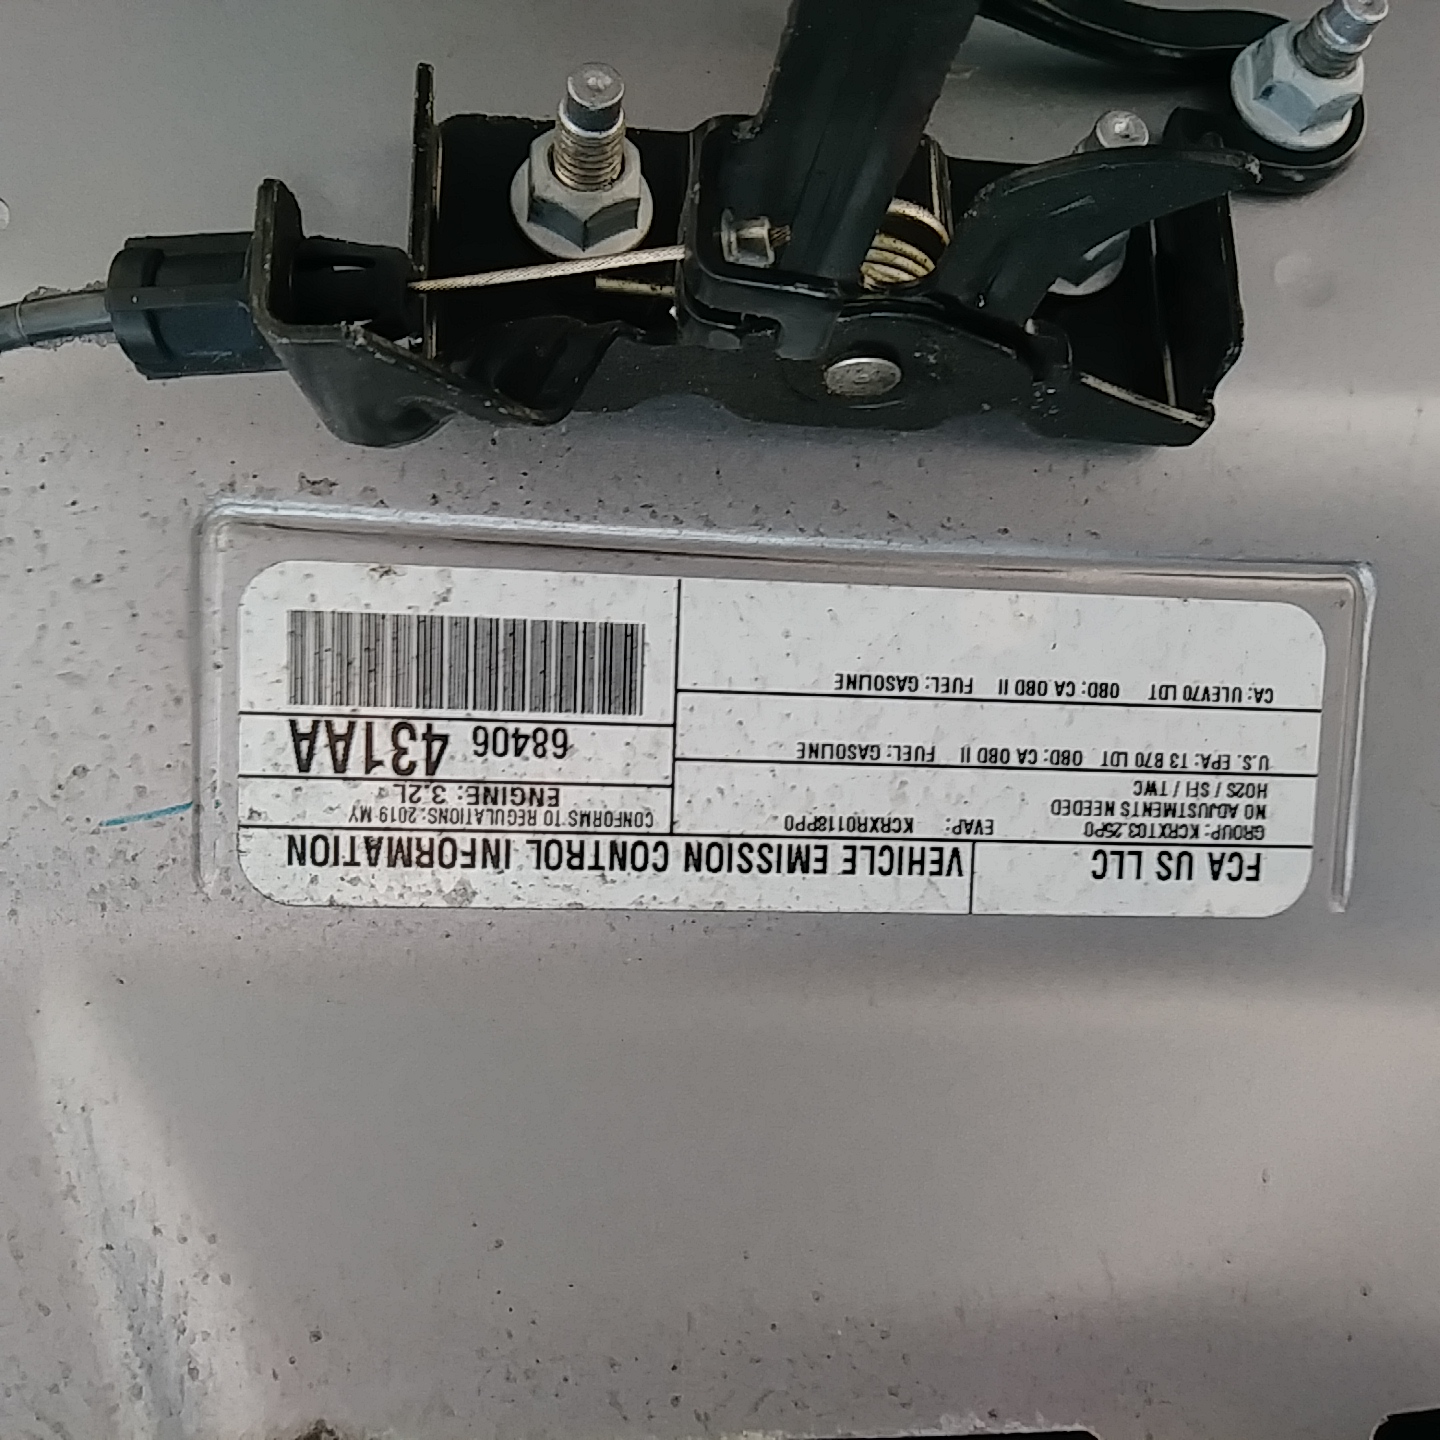 FCA US LLC
VEHICLE EMISSION CONTROL INFORMATION
GROUP: KCRXT03.25P0 EVAP: KCRXR0118PP0
NO ADJUSTMENTS NEEDED
HO2S / SFI / TWC
CONFORMS TO REGULATIONS: 2019 MY
ENGINE: 3.2L
U.S. EPA: T3 B70 LDT OBD: CA OBD II FUEL: GASOLINE
68406 431AA
CA: ULEV70 LDT OBD: CA OBD II FUEL: GASOLINE